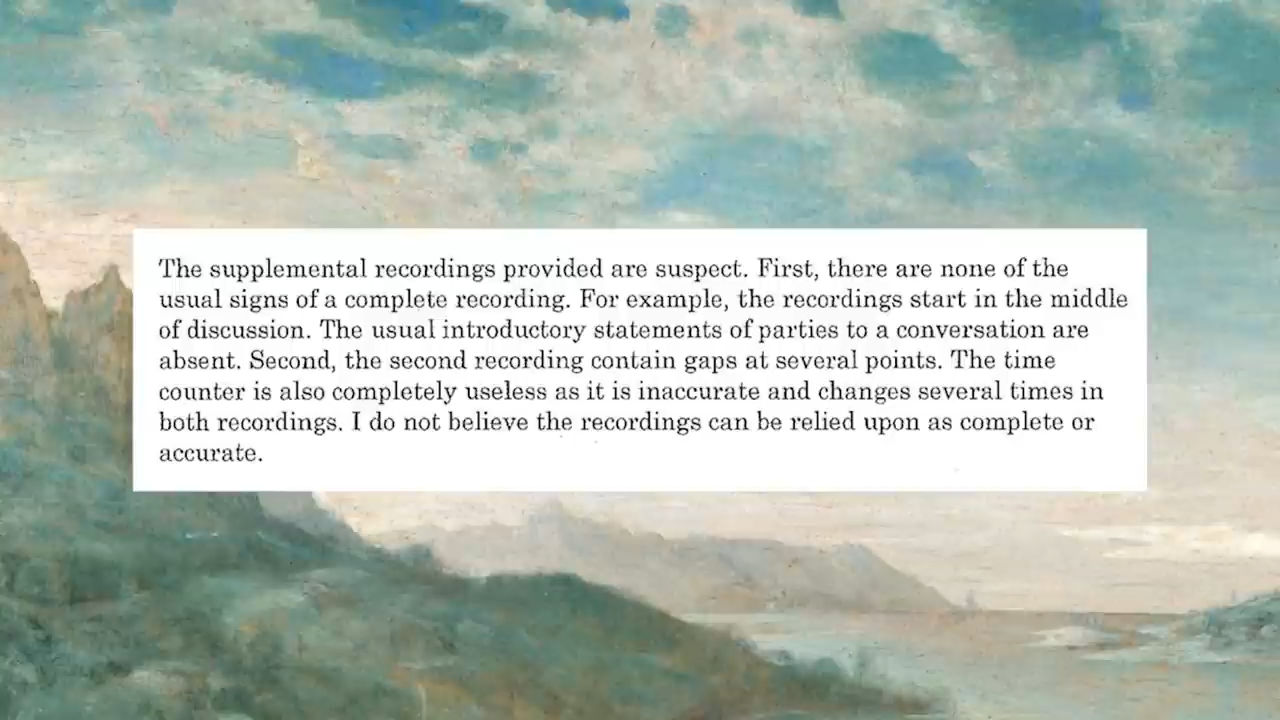 The supplemental recordings provided are suspect. First, there are none of the
usual signs of a complete recording. For example, the recordings start in the middle
of discussion. The usual introductory statements of parties to a conversation are
absent. Second, the second recording contain gaps at several points. The time
counter is also completely useless as it is inaccurate and changes several times in
both recordings. I do not believe the recordings can be relied upon as complete or
accurate.